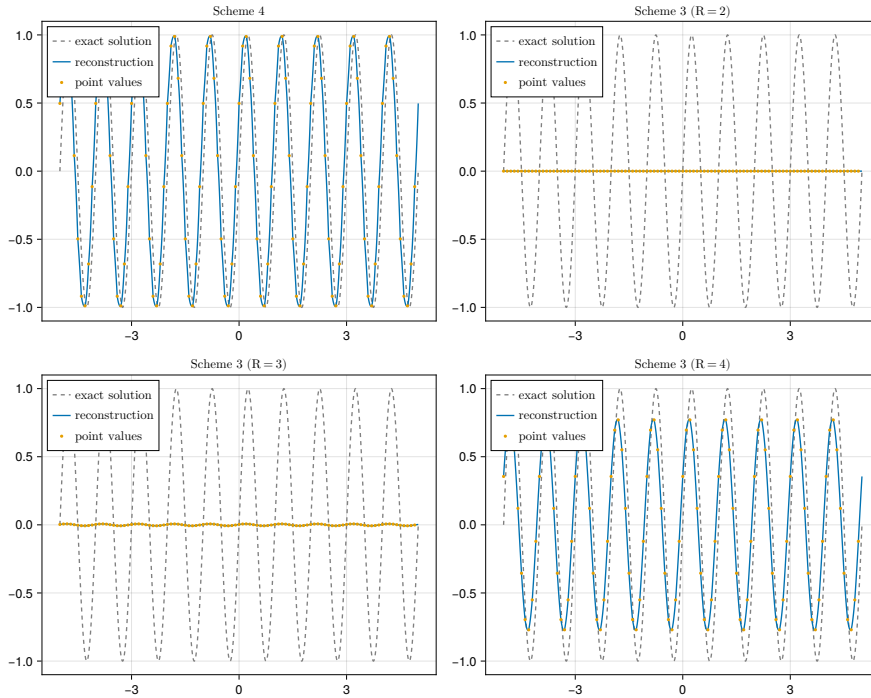 Scheme 4
1.0
0.5
0.0
−0.5
−1.0
−3
0
3
exact solution
reconstruction
point values
Scheme 3 (R = 2)
1.0
0.5
0.0
−0.5
−1.0
−3
0
3
exact solution
reconstruction
point values
Scheme 3 (R = 3)
1.0
0.5
0.0
−0.5
−1.0
−3
0
3
exact solution
reconstruction
point values
Scheme 3 (R = 4)
1.0
0.5
0.0
−0.5
−1.0
−3
0
3
exact solution
reconstruction
point values